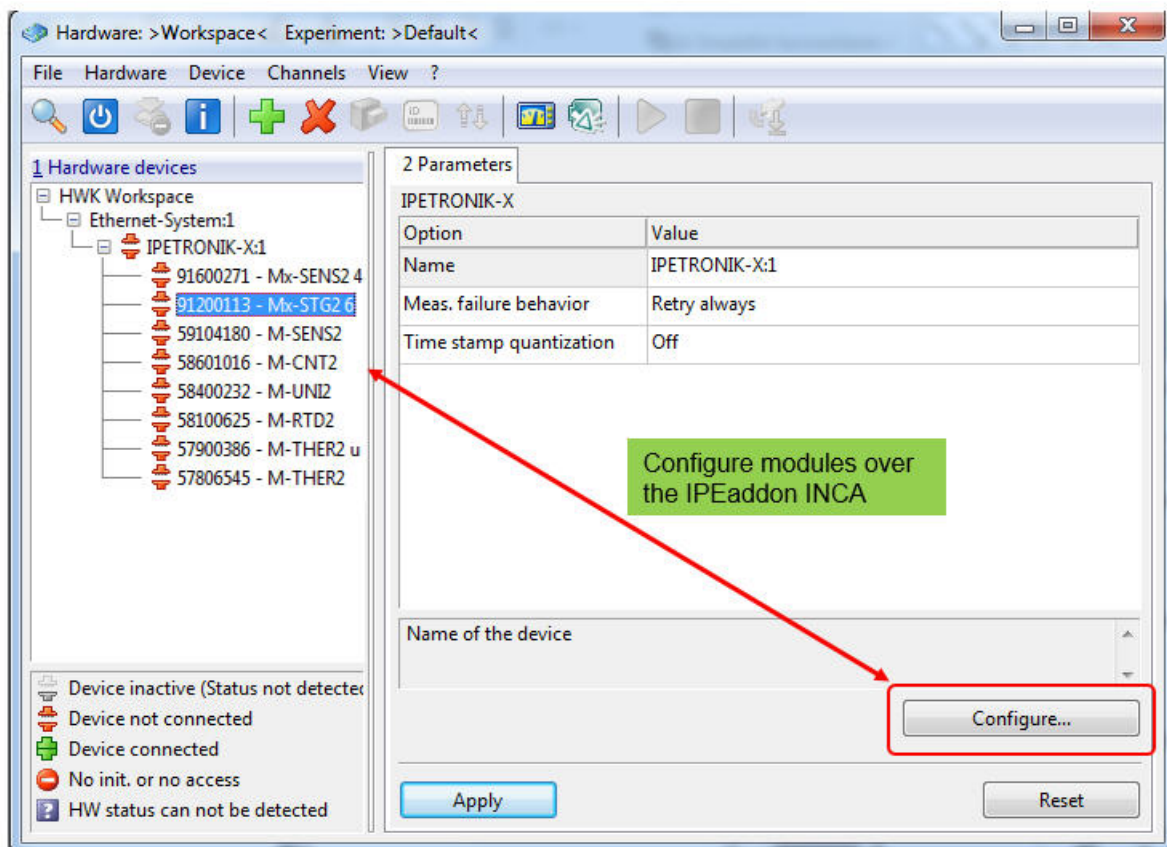 Hardware: >Workspace< Experiment: >Default<
File Hardware Device Channels View ?
1 Hardware devices
HWK Workspace
Ethernet-System:1
IPETRONIK-X:1
91600271 - Mx-SENS2 4
91200113 - Mx-STG2 6
59104180 - M-SENS2
58601016 - M-CNT2
58400232 - M-UNI2
58100625 - M-RTD2
57900386 - M-THER2 u
57806545 - M-THER2
Device inactive (Status not detected
Device not connected
Device connected
No init. or no access
HW status can not be detected
2 Parameters
IPETRONIK-X
Option Value
Name IPETRONIK-X:1
Meas. failure behavior Retry always
Time stamp quantization Off
Configure modules over
the IPEaddon INCA
Name of the device
Configure...
Apply Reset